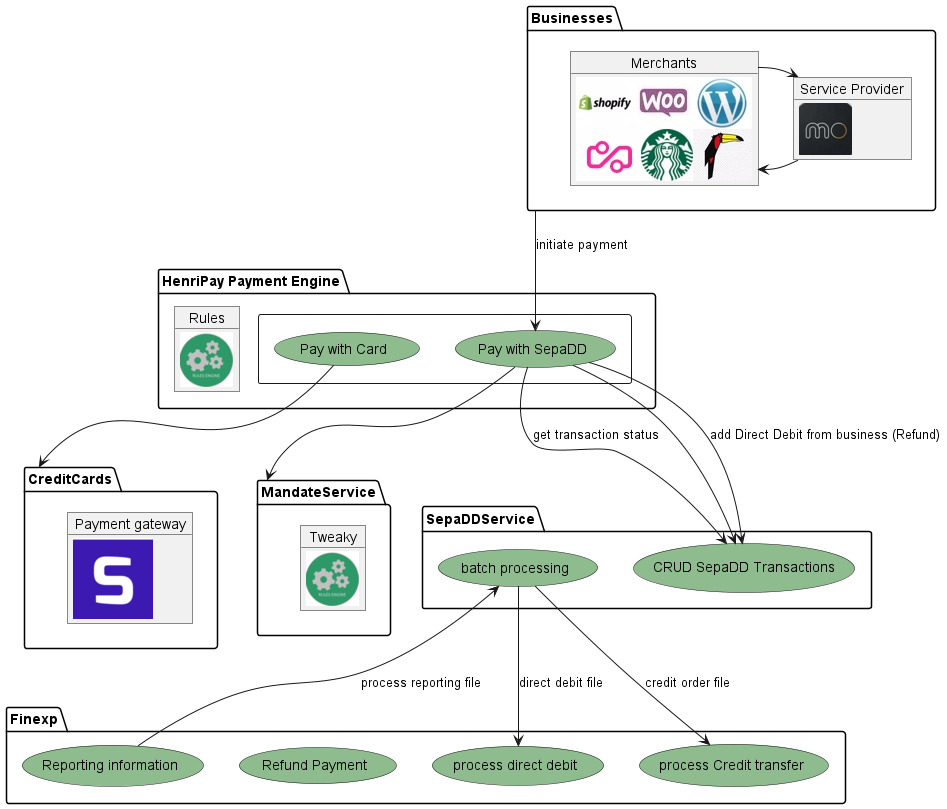 Businesses
Merchants
Service Provider
shopify
WOO
mo
initiate payment
HenriPay Payment Engine
Rules
RULES ENGINE
Pay with Card
Pay with SepaDD
get transaction status
add Direct Debit from business (Refund)
CreditCards
Payment gateway
S
MandateService
Tweaky
RULES ENGINE
SepaDDService
batch processing
CRUD SepaDD Transactions
process reporting file
direct debit file
credit order file
Finexp
Reporting information
Refund Payment
process direct debit
process Credit transfer